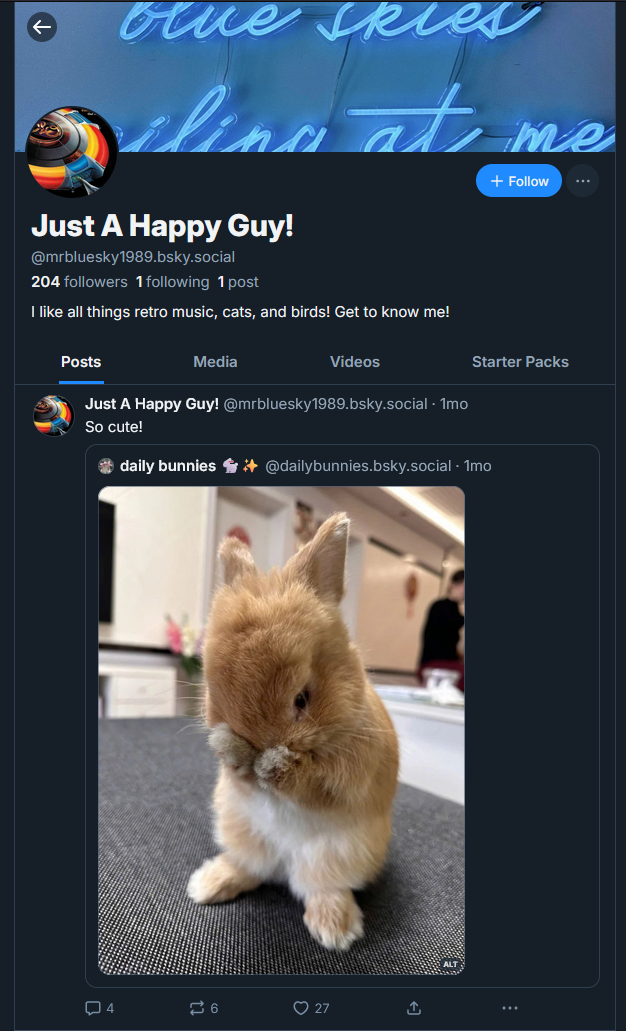 blue skies
at me
Follow
Just A Happy Guy!
@mrbluesky1989.bsky.social
204 followers 1 following 1 post
I like all things retro music, cats, and birds! Get to know me!
Posts Media Videos Starter Packs
Just A Happy Guy! @mrbluesky1989.bsky.social · 1mo
So cute!
daily bunnies 🐇✨ @dailybunnies.bsky.social · 1mo
ALT
4 6 27